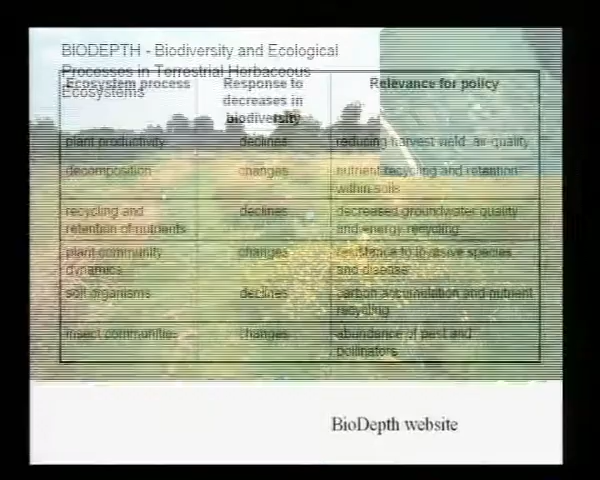 BIODEPTH - Biodiversity and Ecological
Processes in Terrestrial Herbaceous
Ecosystems
Ecosystem process
Response to
decreases in
biodiversity
Relevance for policy
plant productivity
declines
reducing harvest yield, air quality
decomposition
changes
nutrient recycling and retention
within soils
recycling and
retention of nutrients
declines
decreased groundwater quality
and energy recycling
plant community
dynamics
changes
resistance to invasive species
and disease
soil organisms
declines
carbon accumulation and nutrient
recycling
insect communities
changes
abundance of pest and
pollinators
BioDepth website